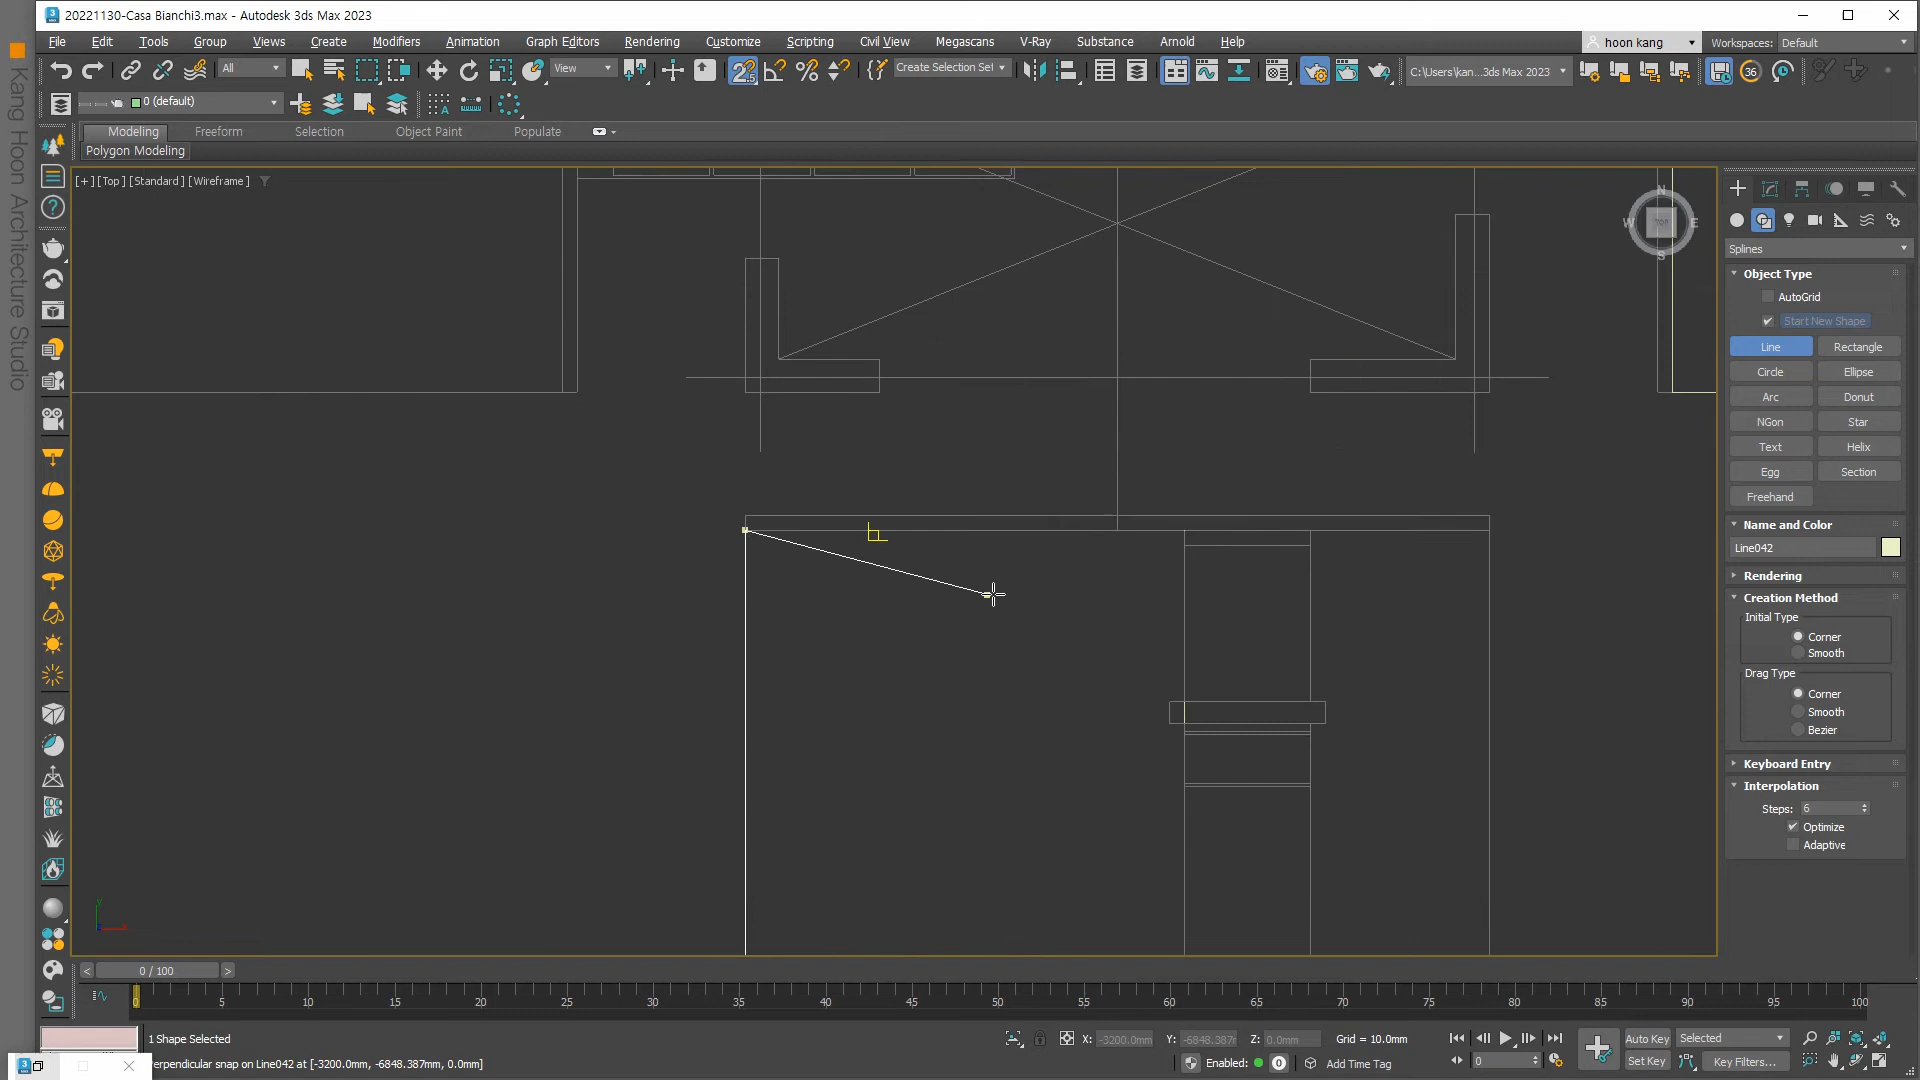 20221130-Casa Bianchi3.max - Autodesk 3ds Max 2023
File Edit Tools Group Views Create Modifiers Animation Graph Editors Rendering Customize Scripting Civil View Megascans V-Ray Substance Arnold Help
hoon kang
Workspaces: Default
All
View
Create Selection Set
C:\Users\kan...3ds Max 2023
36
0 (default)
Modeling Freeform Selection Object Paint Populate
Polygon Modeling
Kang Hoon Architecture Studio
[+] [Top] [Standard] [Wireframe]
N
W TOP E
S
Splines
Object Type
AutoGrid
Start New Shape
Line Rectangle
Circle Ellipse
Arc Donut
NGon Star
Text Helix
Egg Section
Freehand
Name and Color
Line042
Rendering
Creation Method
Initial Type
Corner
Smooth
Drag Type
Corner
Smooth
Bezier
Keyboard Entry
Interpolation
Steps: 6
Optimize
Adaptive
< 0 / 100 >
0 5 10 15 20 25 30 35 40 45 50 55 60 65 70 75 80 85 90 95 100
1 Shape Selected
X: -3200.0mm Y: -6848.387r Z: 0.0mm Grid = 10.0mm
Auto Key Selected
erpendicular snap on Line042 at [-3200.0mm, -6848.387mm, 0.0mm]
Enabled: 0 Add Time Tag
0
Set Key Key Filters...